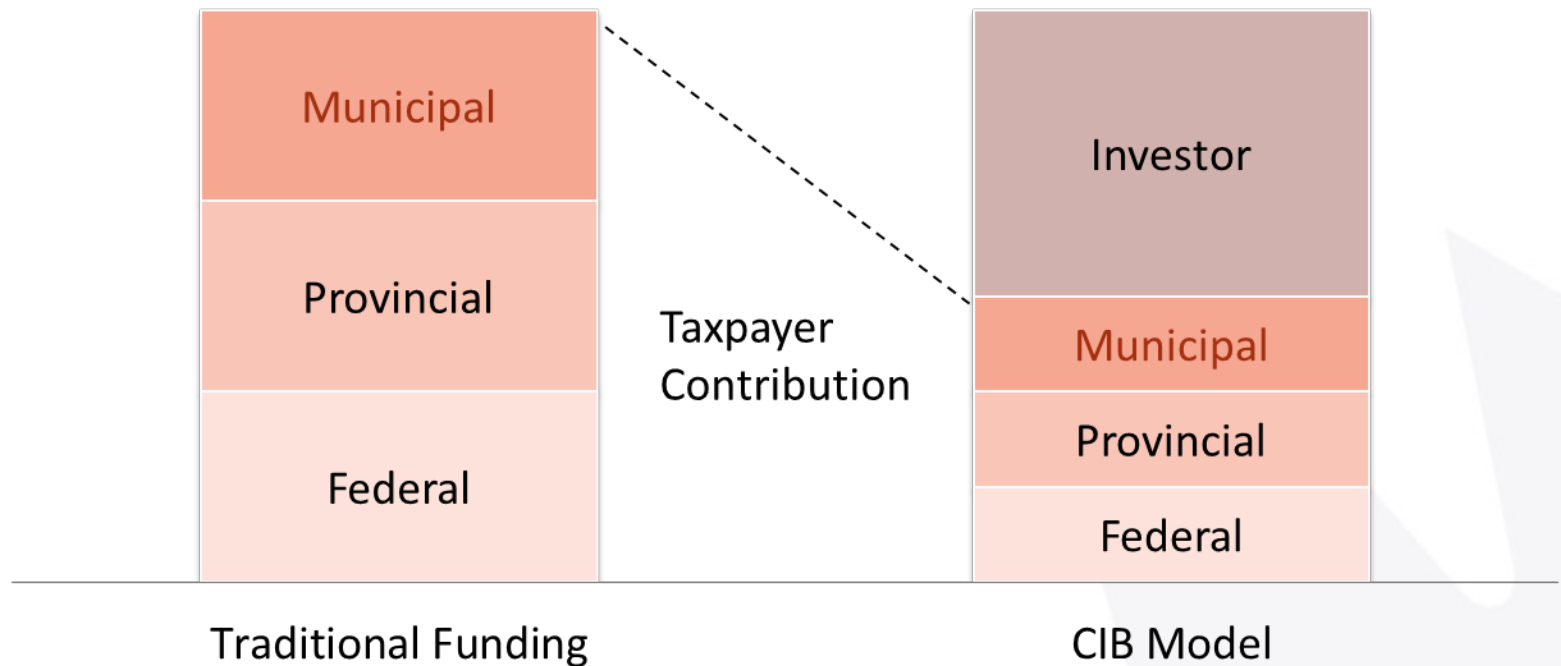 Municipal
Provincial
Federal
Taxpayer
Contribution
Investor
Municipal
Provincial
Federal
Traditional Funding
CIB Model